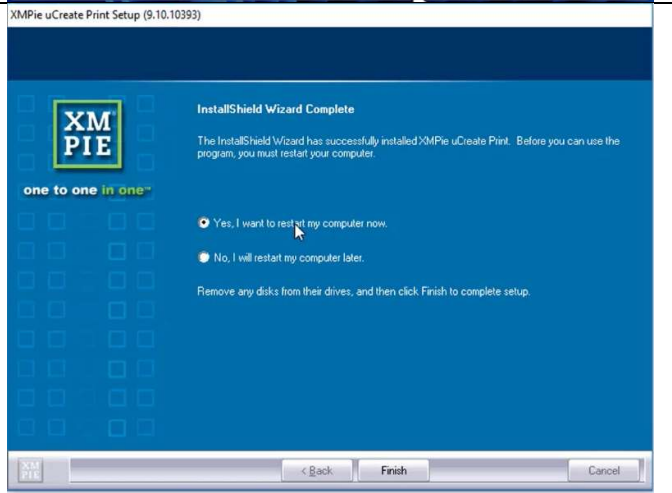 XMPie uCreate Print Setup (9.10.10393)
XM
PIE
one to one in one™
InstallShield Wizard Complete
The InstallShield Wizard has successfully installed XMPie uCreate Print. Before you can use the
program, you must restart your computer.
Yes, I want to restart my computer now.
No, I will restart my computer later.
Remove any disks from their drives, and then click Finish to complete setup.
XM
PIE
< Back
Finish
Cancel